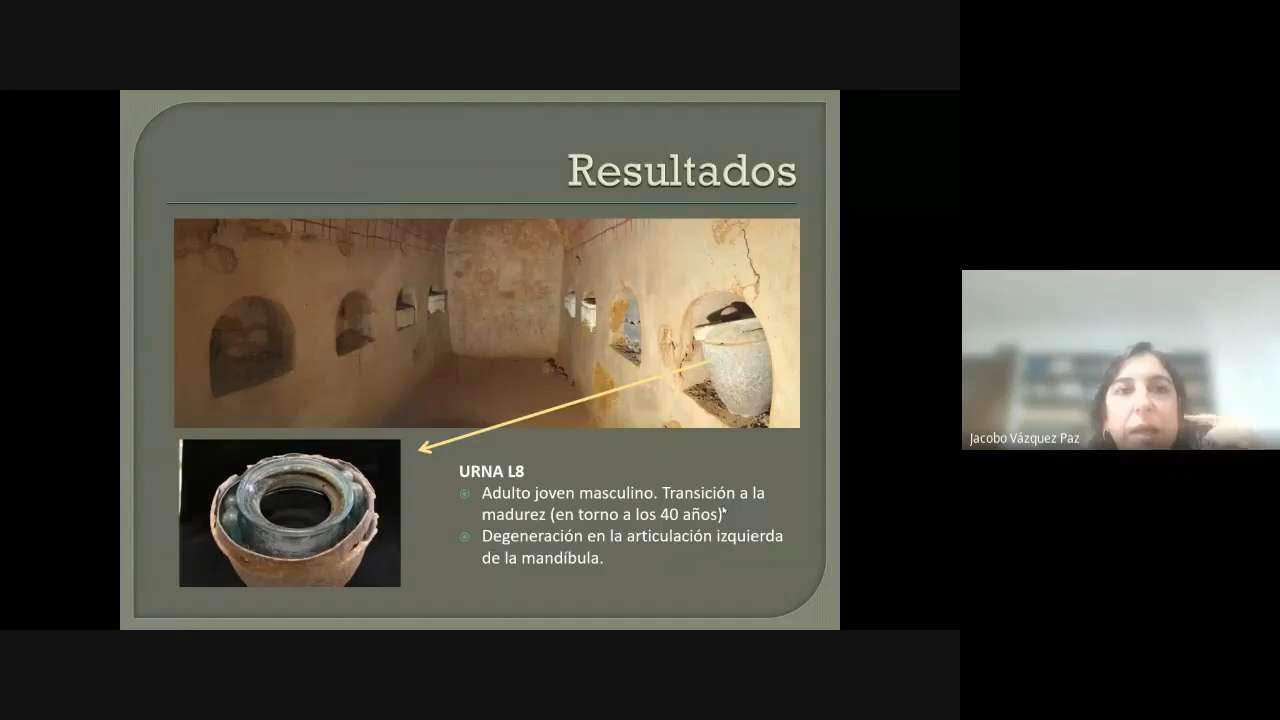 Resultados
URNA L8
Adulto joven masculino. Transición a la
madurez (en torno a los 40 años)
Degeneración en la articulación izquierda
de la mandíbula.
Jacobo Vázquez Paz